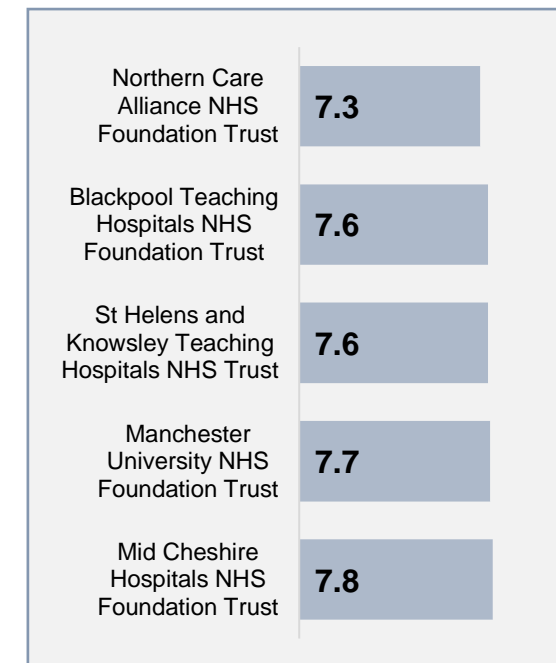 Northern Care
Alliance NHS
Foundation Trust
7.3
Blackpool Teaching
Hospitals NHS
Foundation Trust
7.6
St Helens and
Knowsley Teaching
Hospitals NHS Trust
7.6
Manchester
University NHS
Foundation Trust
7.7
Mid Cheshire
Hospitals NHS
Foundation Trust
7.8